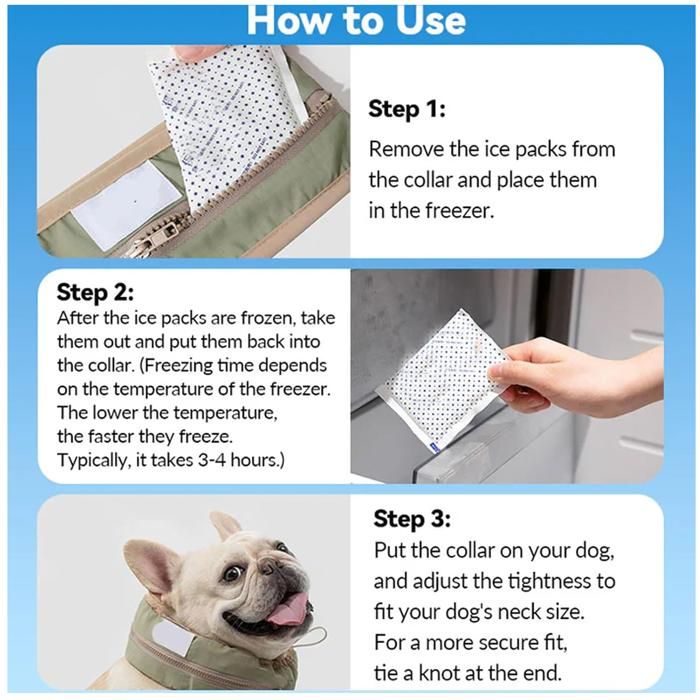 How to Use
Step 1:
Remove the ice packs from
the collar and place them
in the freezer.
Step 2:
After the ice packs are frozen, take
them out and put them back into
the collar. (Freezing time depends
on the temperature of the freezer.
The lower the temperature,
the faster they freeze.
Typically, it takes 3-4 hours.)
Step 3:
Put the collar on your dog,
and adjust the tightness to
fit your dog's neck size.
For a more secure fit,
tie a knot at the end.